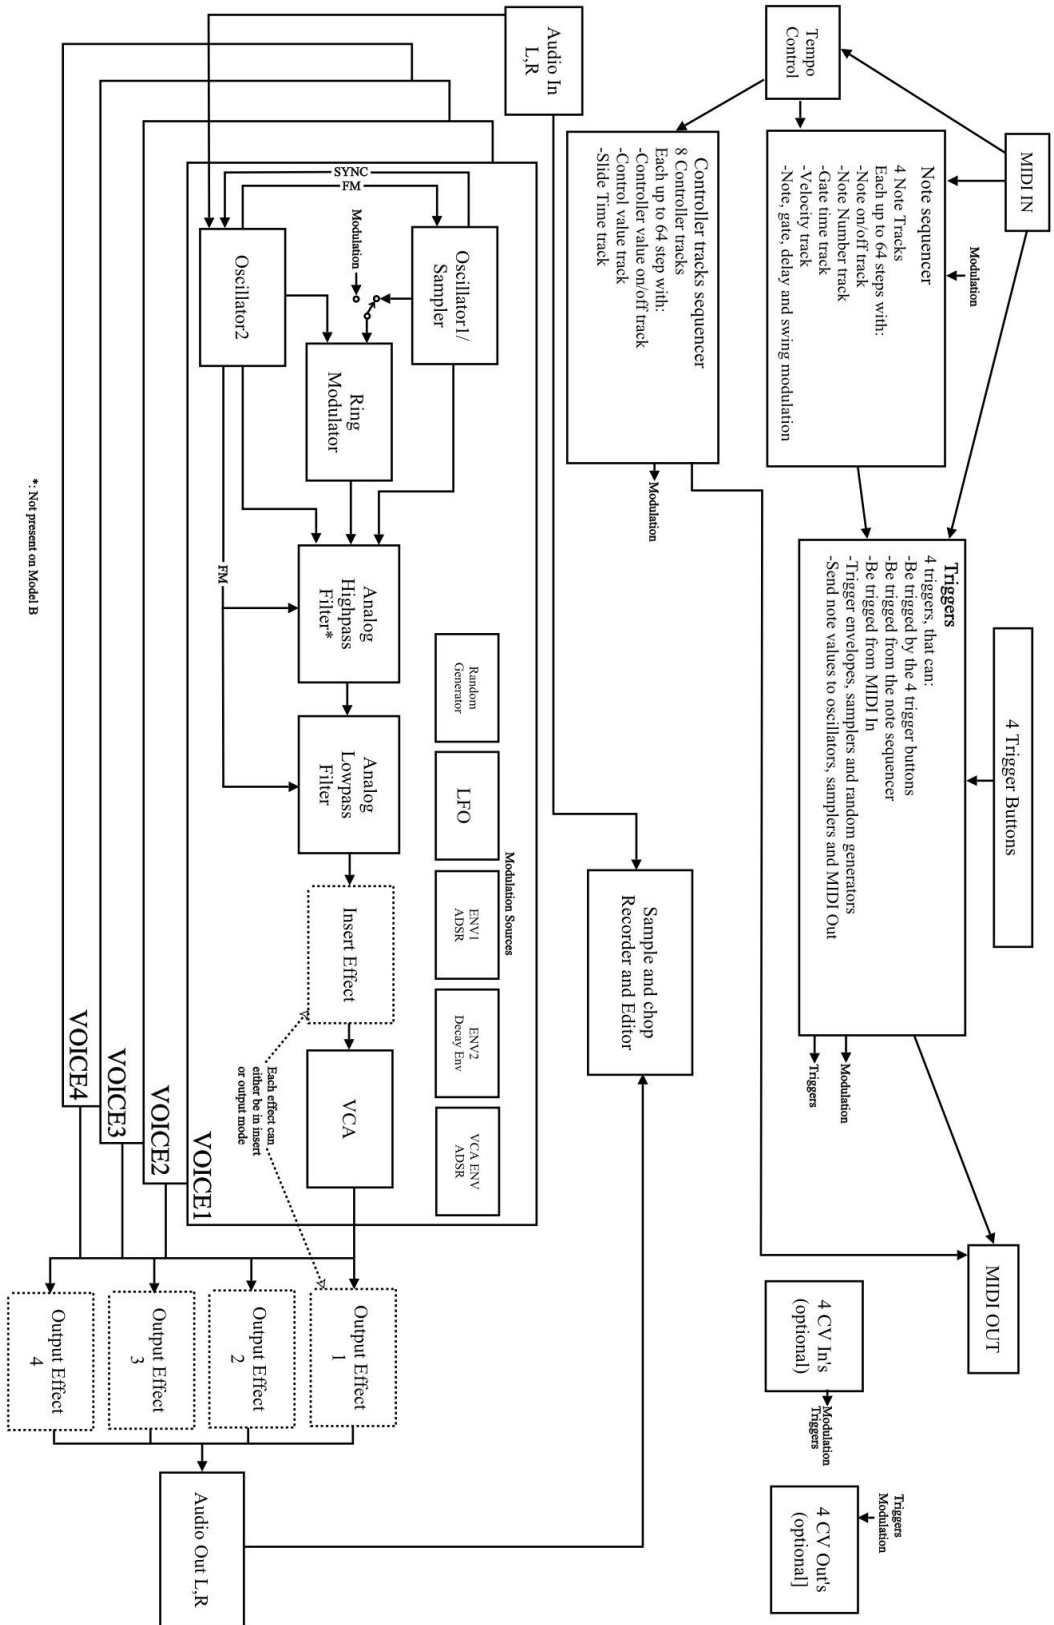 MIDI IN
Tempo
Control
Modulation
Note sequencer
4 Note Tracks
Each up to 64 steps with:
-Note on/off track
-Note Number track
-Gate time track
-Velocity track
-Note, gate, delay and swing modulation
4 Trigger Buttons
Triggers
4 triggers, that can:
-Be trigged by the 4 trigger buttons
-Be trigged from the note sequencer
-Be trigged from MIDI In
-Trigger envelopes, samplers and random generators
-Send note values to oscillators, samplers and MIDI Out
Modulation
Triggers
MIDI OUT
4 CV In's
(optional)
Modulation
Triggers
Triggers
Modulation
4 CV Out's
(optional]
Controller tracks sequencer
8 Controller tracks
Each up to 64 step with:
-Controller value on/off track
-Control value track
-Slide Time track
Modulation
Sample and chop
Recorder and Editor
Audio In
L,R
Modulation Sources
Random
Generator
LFO
ENV1
ADSR
ENV2
Decay Env
VCA ENV
ADSR
Oscillator1/
Sampler
SYNC
FM
Modulation
Oscillator2
Ring
Modulator
Analog
Highpass
Filter*
Analog
Lowpass
Filter
FM
Insert Effect
VCA
Each effect can
either be in insert
or output mode
VOICE1
VOICE2
VOICE3
VOICE4
Output Effect
1
Output Effect
2
Output Effect
3
Output Effect
4
Audio Out L,R
*: Not present on Model B